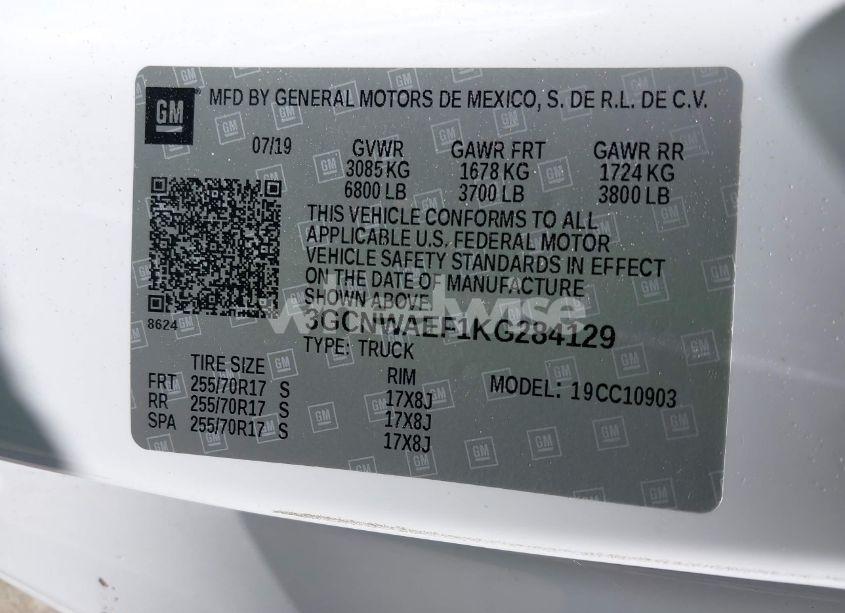 GM
MFD BY GENERAL MOTORS DE MEXICO, S. DE R.L. DE C.V.
07/19 GVWR GAWR FRT GAWR RR
3085 KG 1678 KG 1724 KG
6800 LB 3700 LB 3800 LB
THIS VEHICLE CONFORMS TO ALL
APPLICABLE U.S. FEDERAL MOTOR
VEHICLE SAFETY STANDARDS IN EFFECT
ON THE DATE OF MANUFACTURE
SHOWN ABOVE.
8624
3GCNWAEF1KG284129
TYPE: TRUCK
TIRE SIZE RIM MODEL: 19CC10903
FRT 255/70R17 S 17X8J
RR 255/70R17 S 17X8J
SPA 255/70R17 S 17X8J